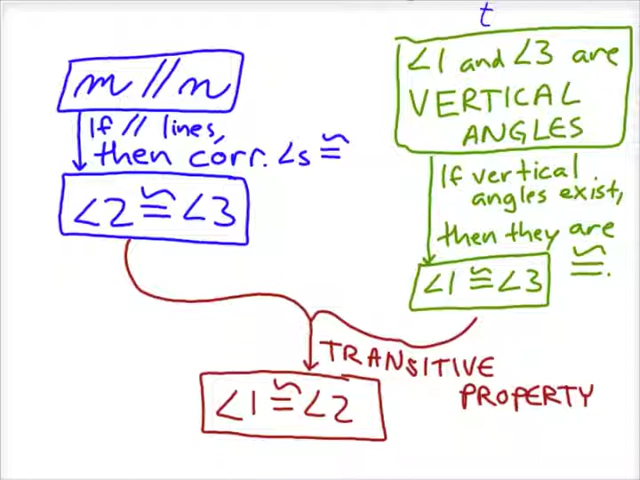 t
m // n
If // lines,
then corr. ∠s ≅
∠2 ≅ ∠3
∠1 and ∠3 are
VERTICAL
ANGLES
If vertical
angles exist,
then they are
≅.
∠1 ≅ ∠3
TRANSITIVE
PROPERTY
∠1 ≅ ∠2